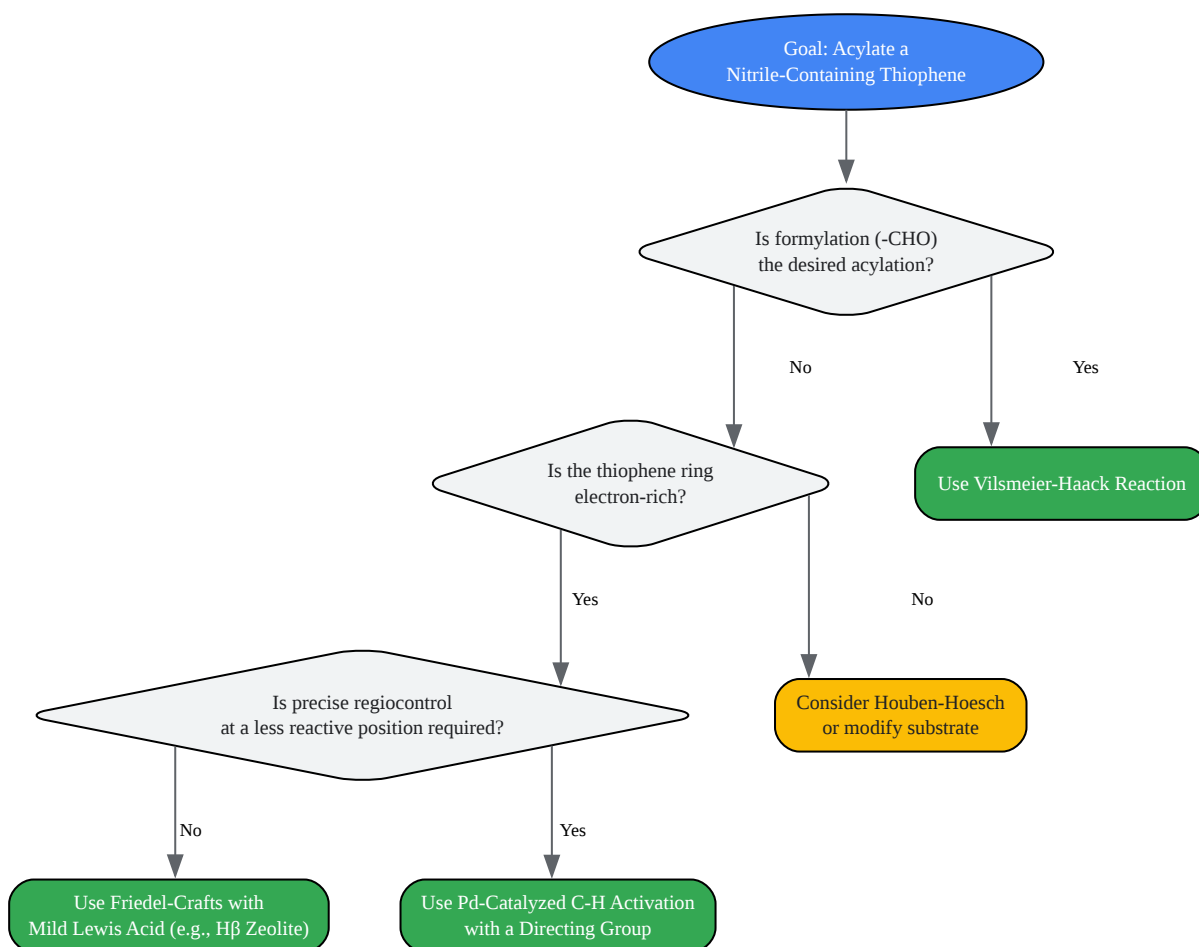 Goal: Acylate a
Nitrile-Containing Thiophene
Is formylation (-CHO)
the desired acylation?
No
Yes
Is the thiophene ring
electron-rich?
Use Vilsmeier-Haack Reaction
Yes
No
Is precise regiocontrol
at a less reactive position required?
Consider Houben-Hoesch
or modify substrate
No
Yes
Use Friedel-Crafts with
Mild Lewis Acid (e.g., Hβ Zeolite)
Use Pd-Catalyzed C-H Activation
with a Directing Group